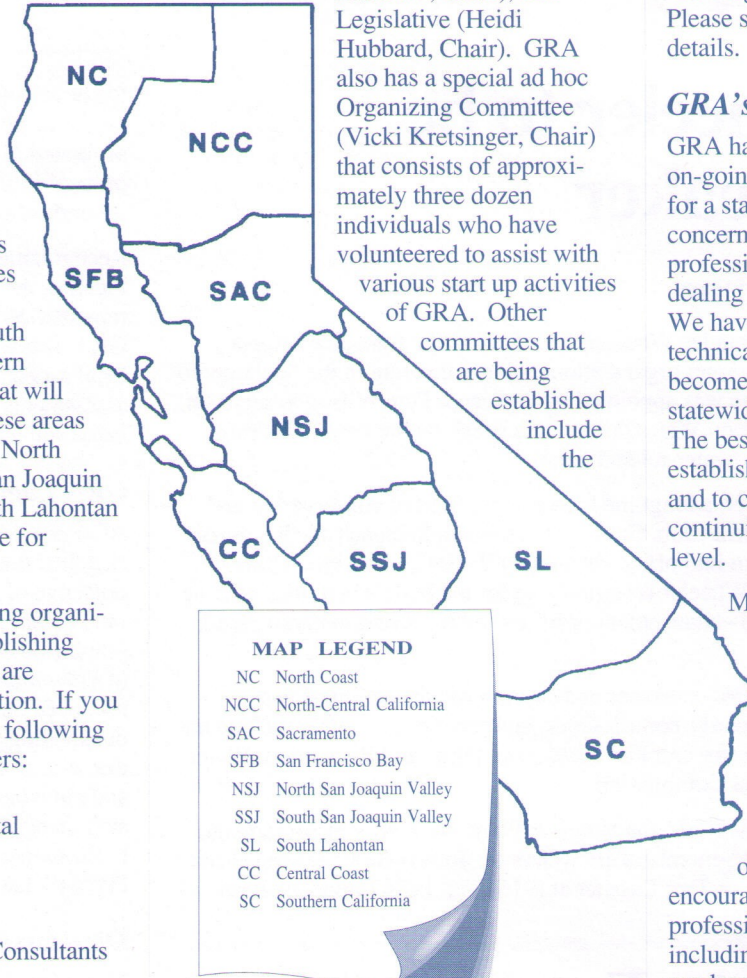 s
es
uth
ern
at will
ese areas
North
an Joaquin
th Lahontan
e for
ng organi-
blishing
are
tion. If you
following
ers:
tal
Consultants
Legislative (Heidi
Hubbard, Chair). GRA
also has a special ad hoc
Organizing Committee
(Vicki Kretsinger, Chair)
that consists of approxi-
mately three dozen
individuals who have
volunteered to assist with
various start up activities
of GRA. Other
committees that
are being
established
include
the
NC
NCC
SFB
SAC
NSJ
CC
SSJ
SL
SC
MAP LEGEND
NC North Coast
NCC North-Central California
SAC Sacramento
SFB San Francisco Bay
NSJ North San Joaquin Valley
SSJ South San Joaquin Valley
SL South Lahontan
CC Central Coast
SC Southern California
Please s
details.
GRA's
GRA ha
on-goin
for a sta
concern
professi
dealing
We hav
technica
become
statewid
The bes
establish
and to c
continu
level.
M
o
encoura
professi
includin